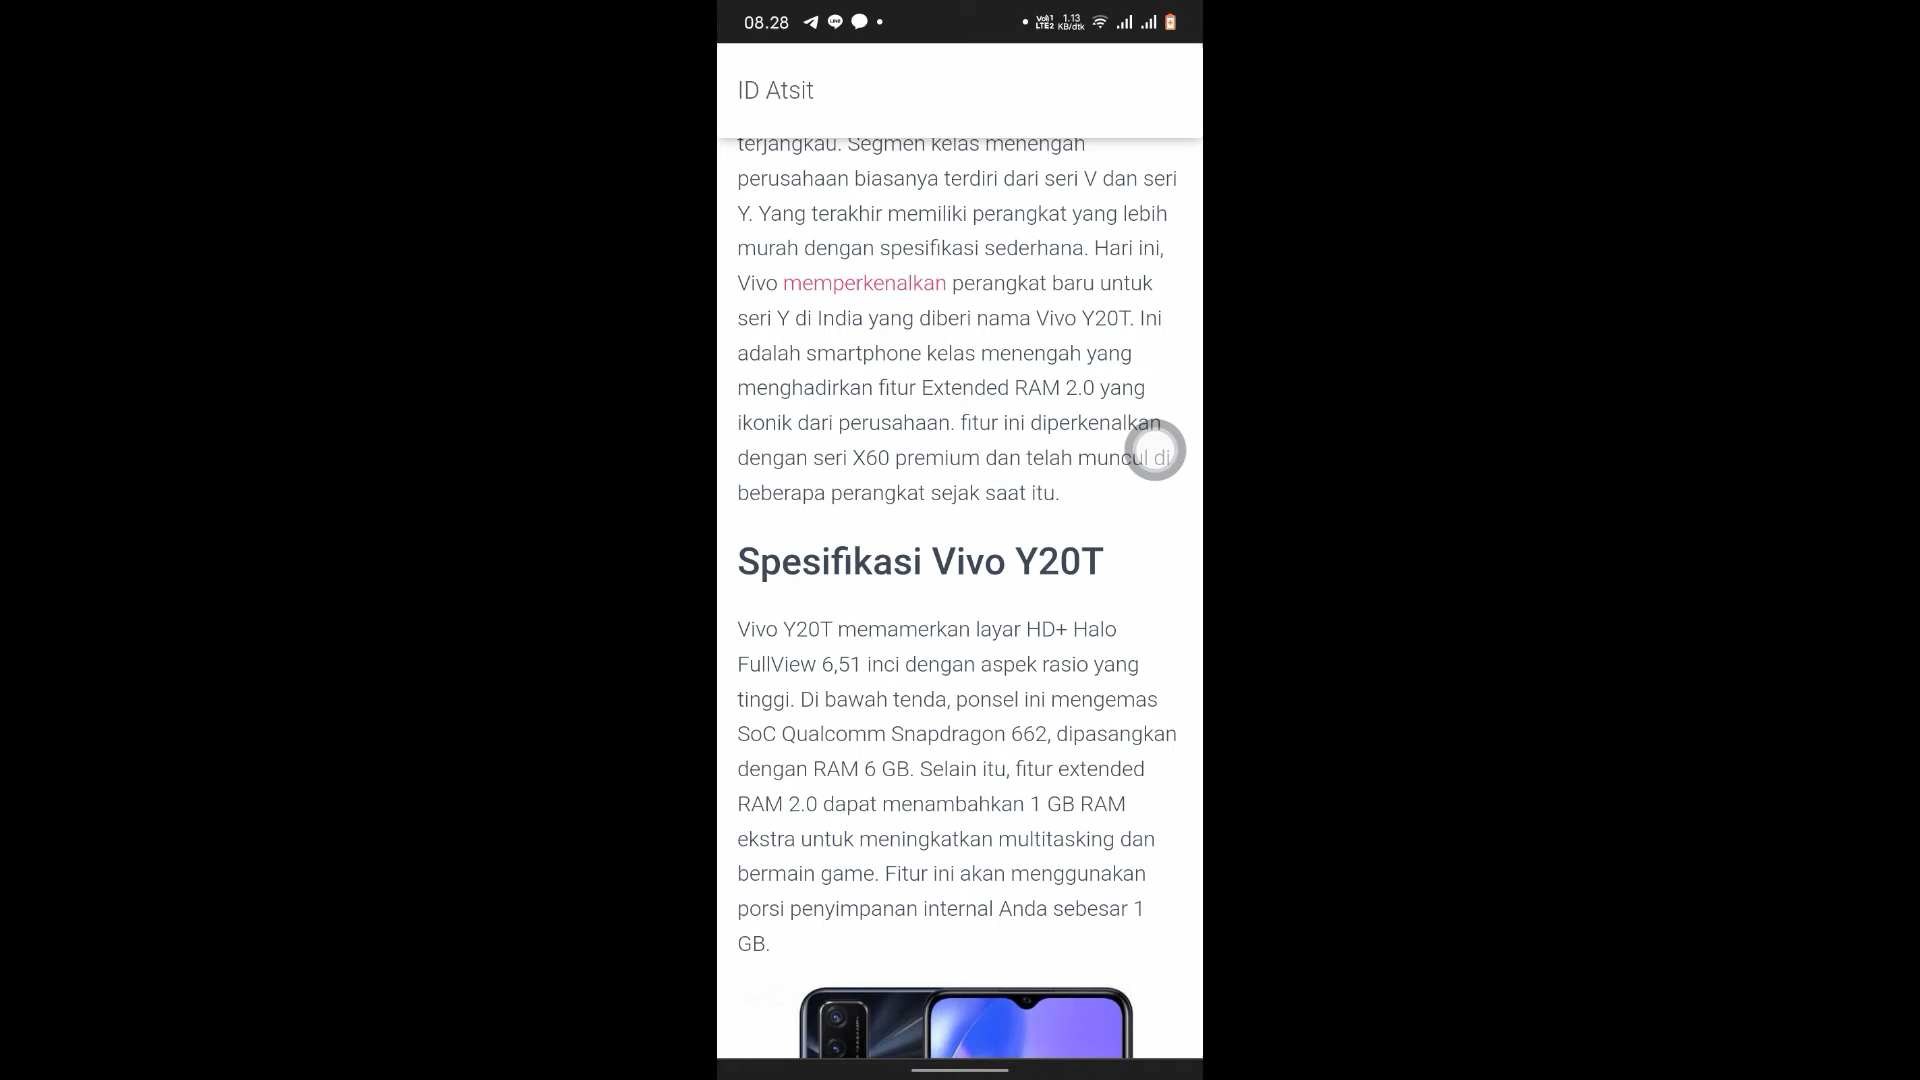 08.28
Vo))1 1.13
LTE2 KB/dtk
ID Atsit
terjangkau. Segmen kelas menengah
perusahaan biasanya terdiri dari seri V dan seri
Y. Yang terakhir memiliki perangkat yang lebih
murah dengan spesifikasi sederhana. Hari ini,
Vivo memperkenalkan perangkat baru untuk
seri Y di India yang diberi nama Vivo Y20T. Ini
adalah smartphone kelas menengah yang
menghadirkan fitur Extended RAM 2.0 yang
ikonik dari perusahaan. fitur ini diperkenalkan
dengan seri X60 premium dan telah muncul di
beberapa perangkat sejak saat itu.
Spesifikasi Vivo Y20T
Vivo Y20T memamerkan layar HD+ Halo
FullView 6,51 inci dengan aspek rasio yang
tinggi. Di bawah tenda, ponsel ini mengemas
SoC Qualcomm Snapdragon 662, dipasangkan
dengan RAM 6 GB. Selain itu, fitur extended
RAM 2.0 dapat menambahkan 1 GB RAM
ekstra untuk meningkatkan multitasking dan
bermain game. Fitur ini akan menggunakan
porsi penyimpanan internal Anda sebesar 1
GB.